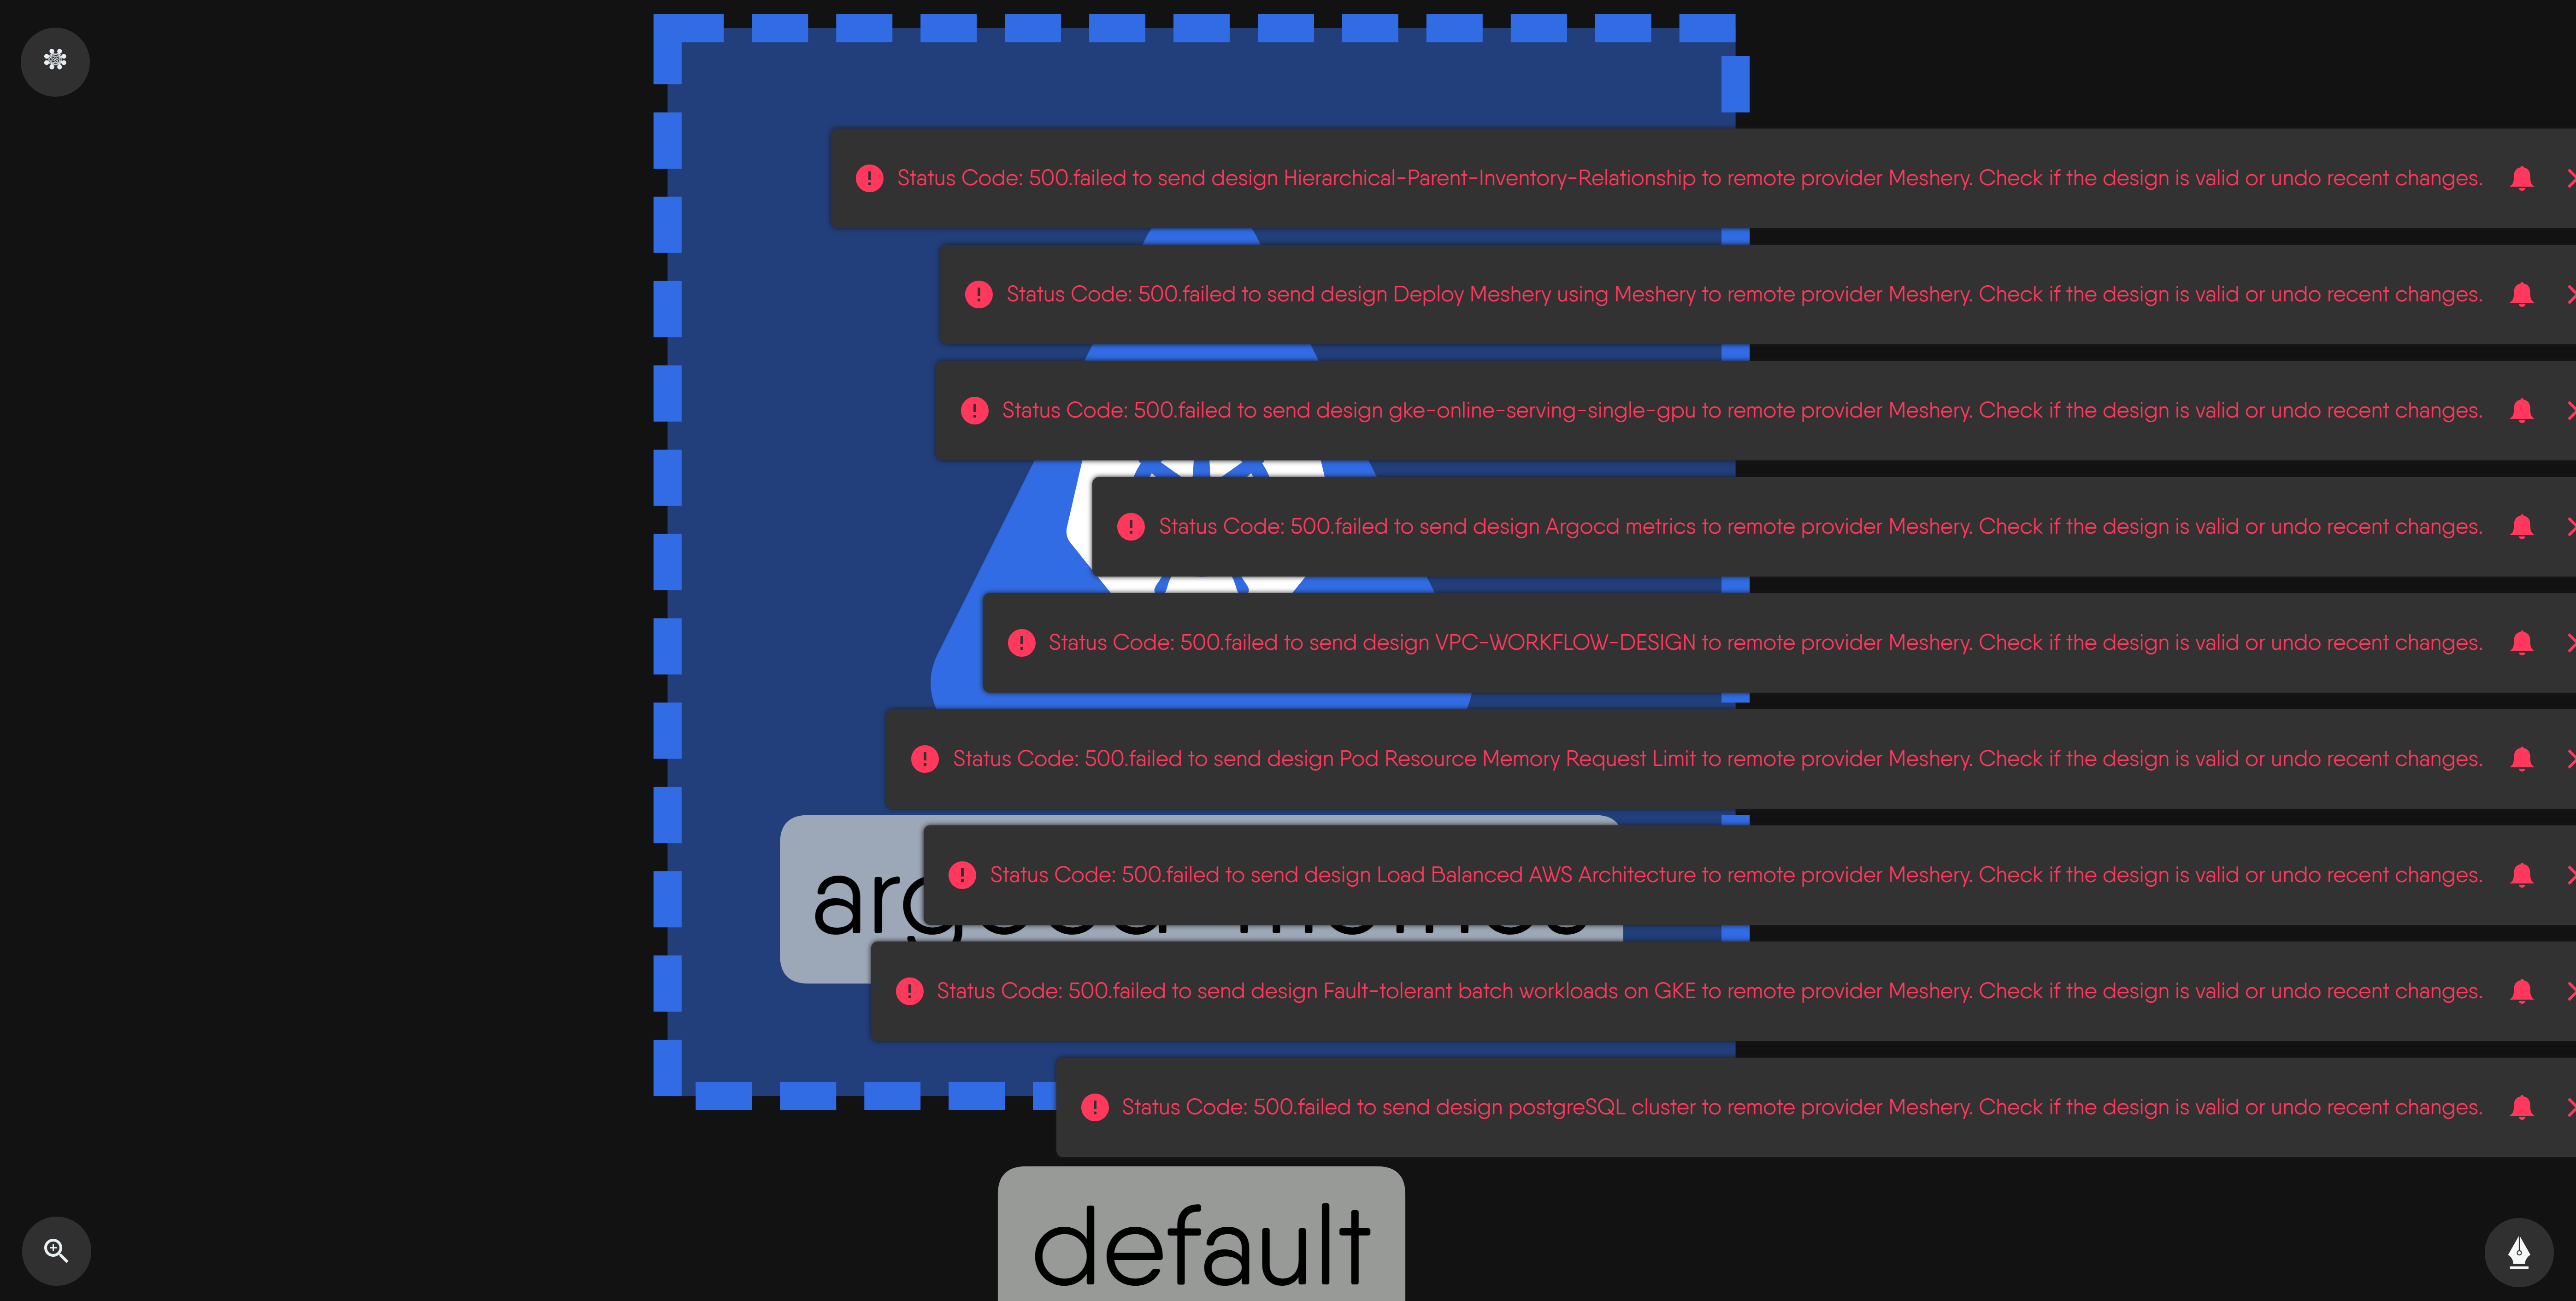 Status Code: 500.failed to send design Hierarchical-Parent-Inventory-Relationship to remote provider Meshery. Check if the design is valid or undo recent changes.
Status Code: 500.failed to send design Deploy Meshery using Meshery to remote provider Meshery. Check if the design is valid or undo recent changes.
Status Code: 500.failed to send design gke-online-serving-single-gpu to remote provider Meshery. Check if the design is valid or undo recent changes.
Status Code: 500.failed to send design Argocd metrics to remote provider Meshery. Check if the design is valid or undo recent changes.
Status Code: 500.failed to send design VPC-WORKFLOW-DESIGN to remote provider Meshery. Check if the design is valid or undo recent changes.
Status Code: 500.failed to send design Pod Resource Memory Request Limit to remote provider Meshery. Check if the design is valid or undo recent changes.
Status Code: 500.failed to send design Load Balanced AWS Architecture to remote provider Meshery. Check if the design is valid or undo recent changes.
Status Code: 500.failed to send design Fault-tolerant batch workloads on GKE to remote provider Meshery. Check if the design is valid or undo recent changes.
Status Code: 500.failed to send design postgreSQL cluster to remote provider Meshery. Check if the design is valid or undo recent changes.
default